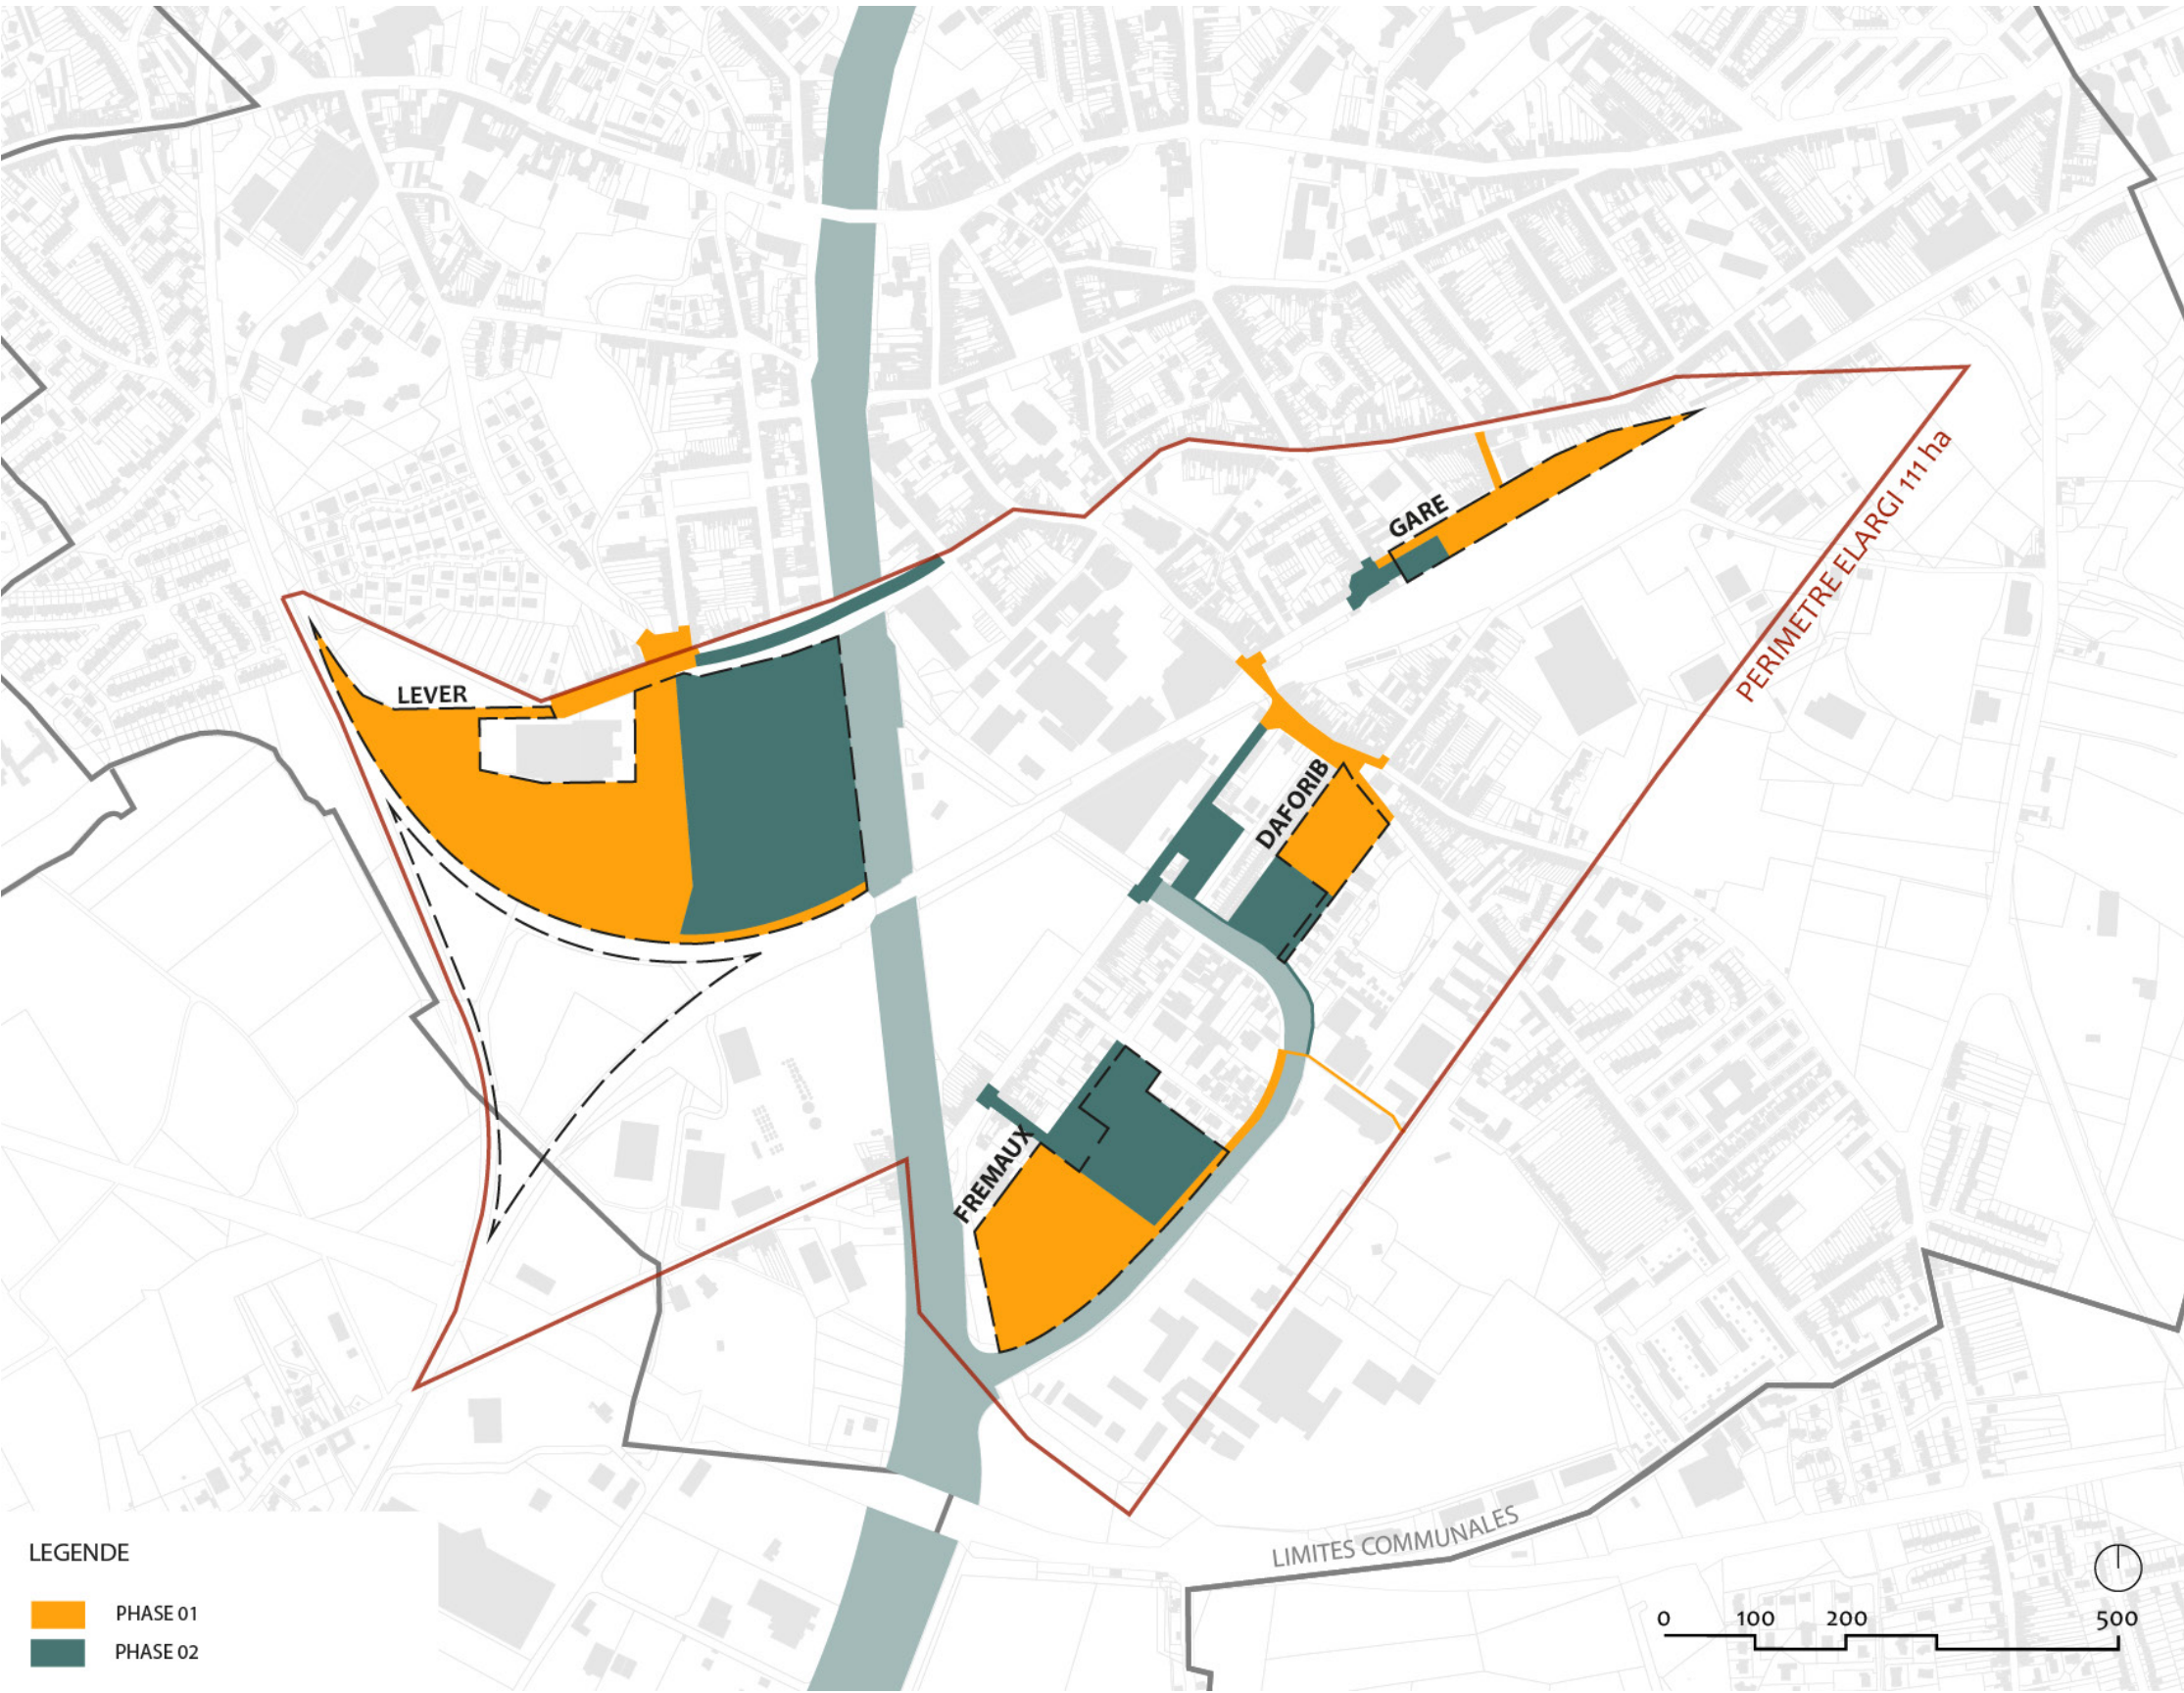 PERIMETRE ELARGI 111 ha
GARE
LEVER
DAFORIB
FREMAUX
LIMITES COMMUNALES
LEGENDE
PHASE 01
PHASE 02
0 100 200 500